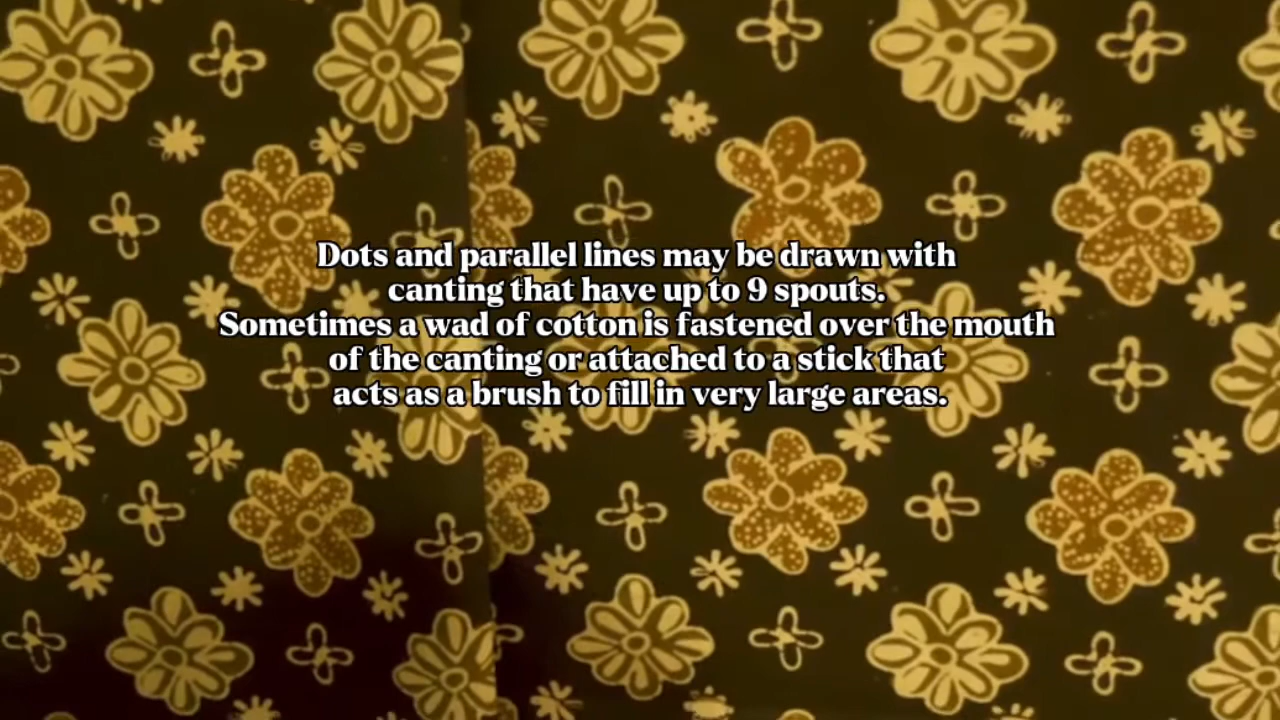 Dots and parallel lines may be drawn with
canting that have up to 9 spouts.
Sometimes a wad of cotton is fastened over the mouth
of the canting or attached to a stick that
acts as a brush to fill in very large areas.